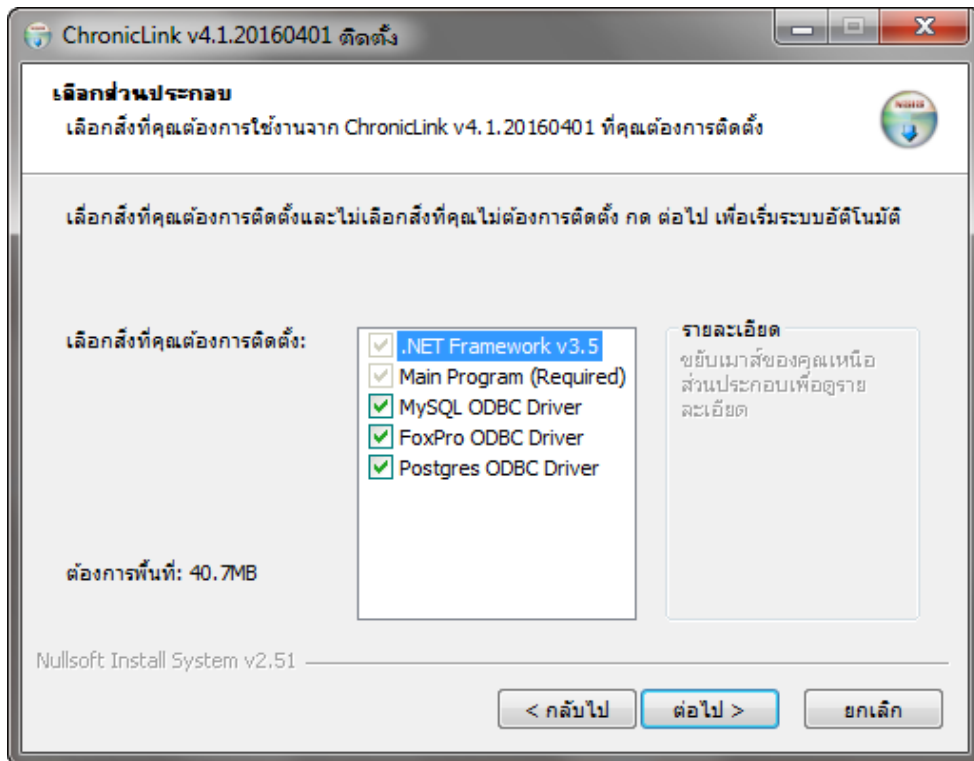 ChronicLink v4.1.20160401 ติดตั้ง
เลือกส่วนประกอบ
เลือกสิ่งที่คุณต้องการใช้งานจาก ChronicLink v4.1.20160401 ที่คุณต้องการติดตั้ง
เลื่อกสิ่งที่คุณต้องการติดตั้งและไม่เลือกสิ่งที่คุณไม่ต้องการติดตั้ง กด ต่อไป เพื่อเริ่มระบบอัติโนมัติ
เลือกสิ่งที่คุณต้องการติดตั้ง:
.NET Framework v3.5
Main Program (Required)
MySQL ODBC Driver
FoxPro ODBC Driver
Postgres ODBC Driver
รายละเอียด
ขยับเมาส์ของคุณเหนือ
ส่วนประกอบเพื่อดูราย
ละเอียด
ต้องการพื้นที่: 40.7MB
Nullsoft Install System v2.51
< กลับไป
ต่อไป >
ยกเลิก